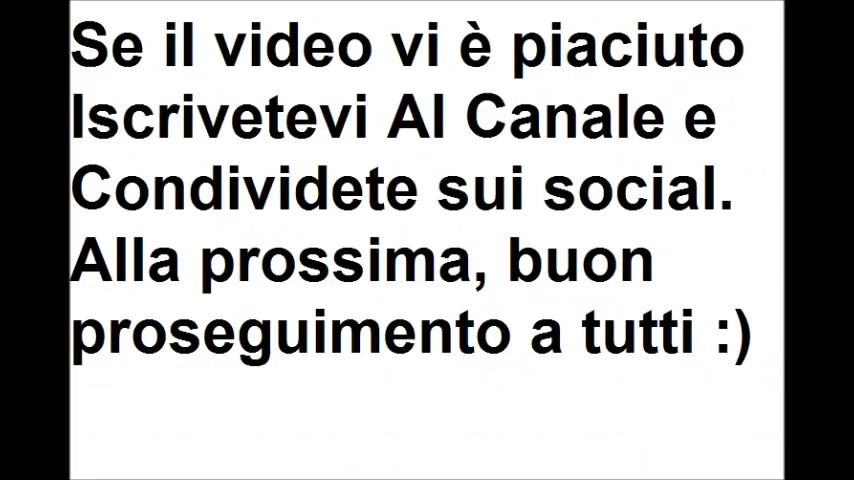 Se il video vi è piaciuto
Iscrivetevi Al Canale e
Condividete sui social.
Alla prossima, buon
proseguimento a tutti :)